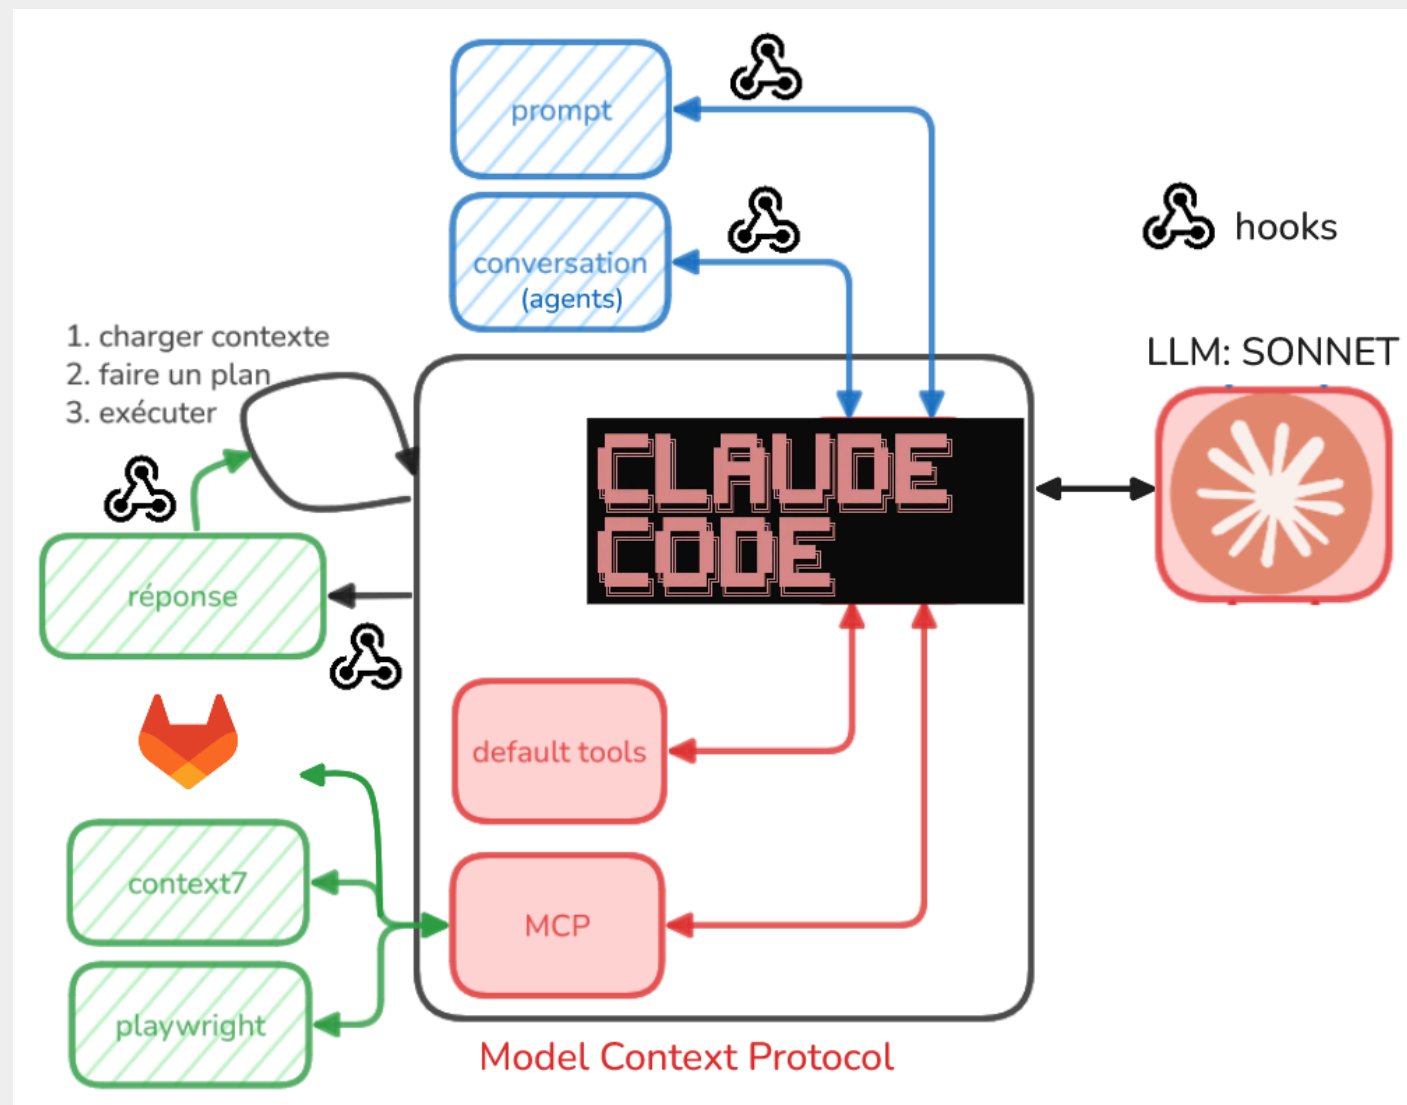 prompt
conversation
(agents)
hooks
1. charger contexte
2. faire un plan
3. exécuter
LLM: SONNET
CLAUDE
CODE
réponse
default tools
context7
MCP
playwright
Model Context Protocol